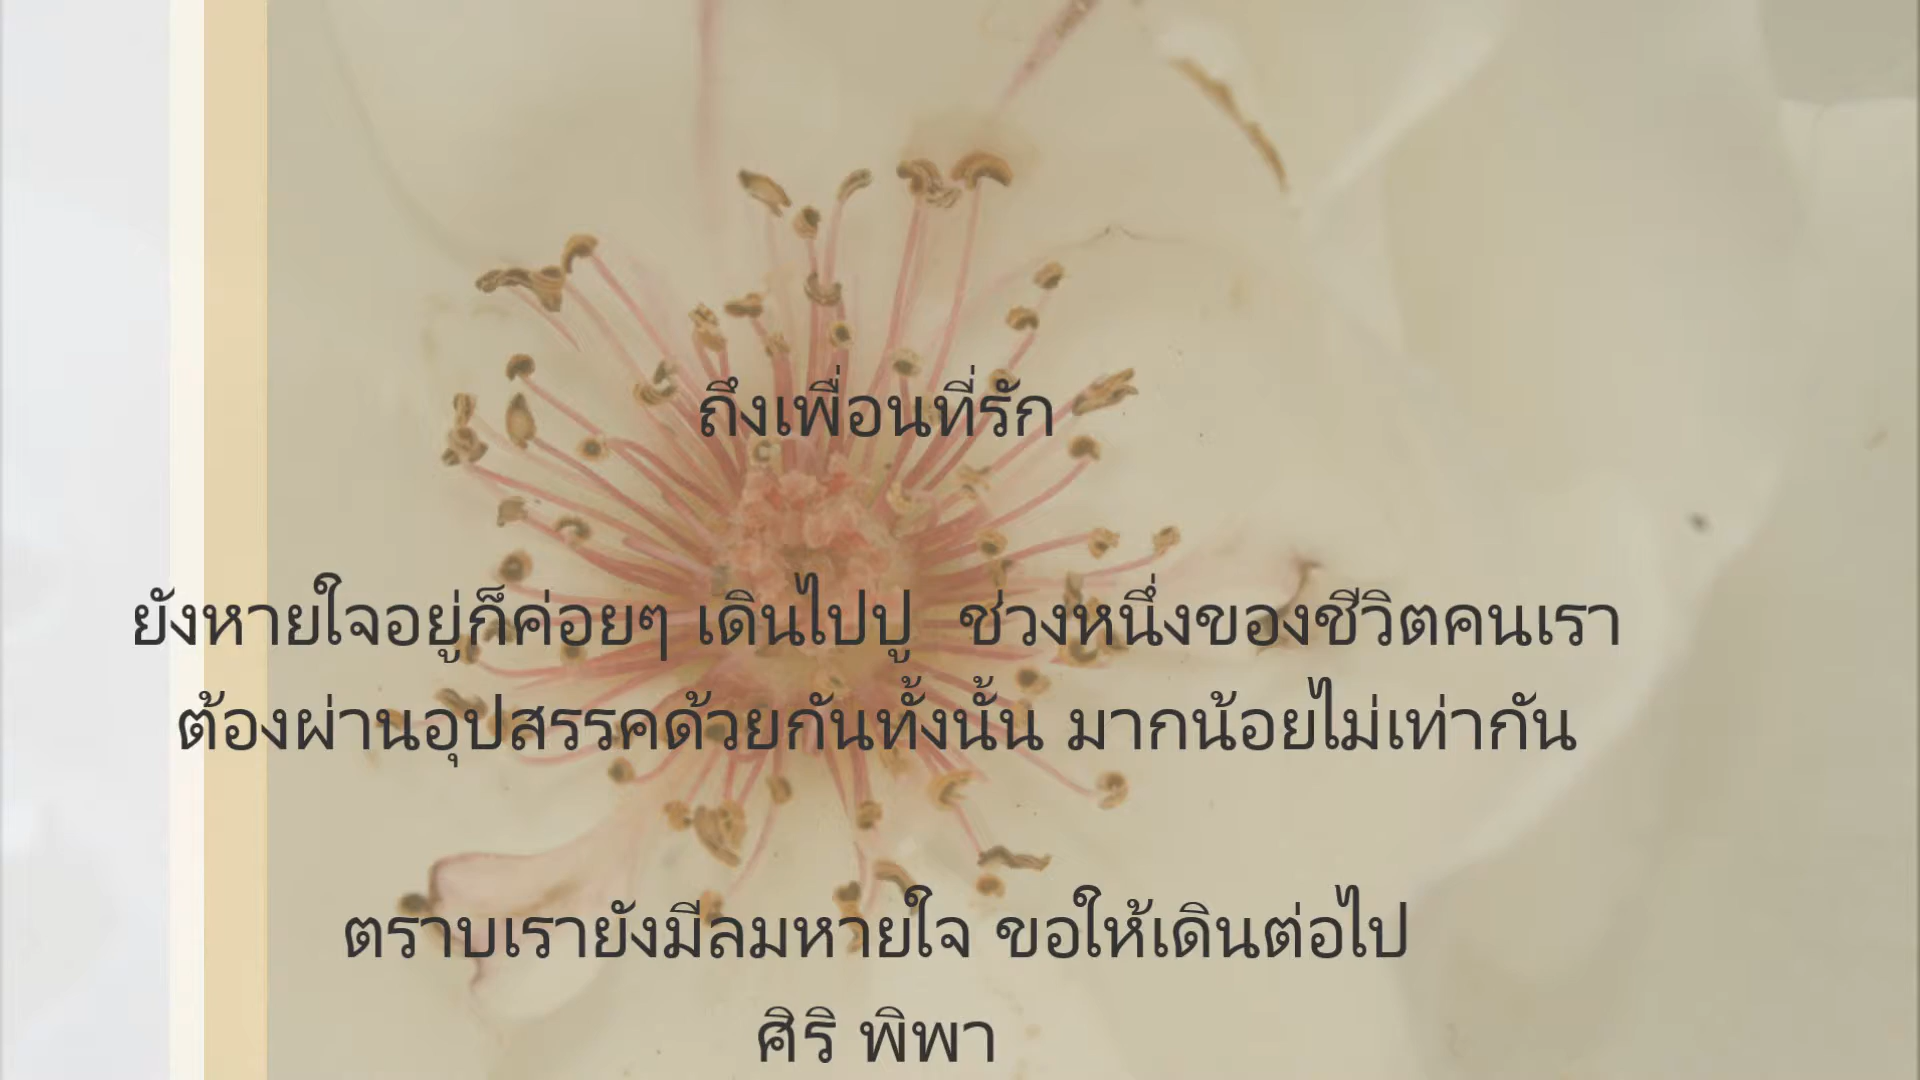 ถึงเพื่อนที่รัก
ยังหายใจอยู่ก็ค่อยๆ เดินไปปู  ช่วงหนึ่งของชีวิตคนเรา
ต้องผ่านอุปสรรคด้วยกันทั้งนั้น มากน้อยไม่เท่ากัน
ตราบเรายังมีลมหายใจ ขอให้เดินต่อไป
ศิริ พิพา